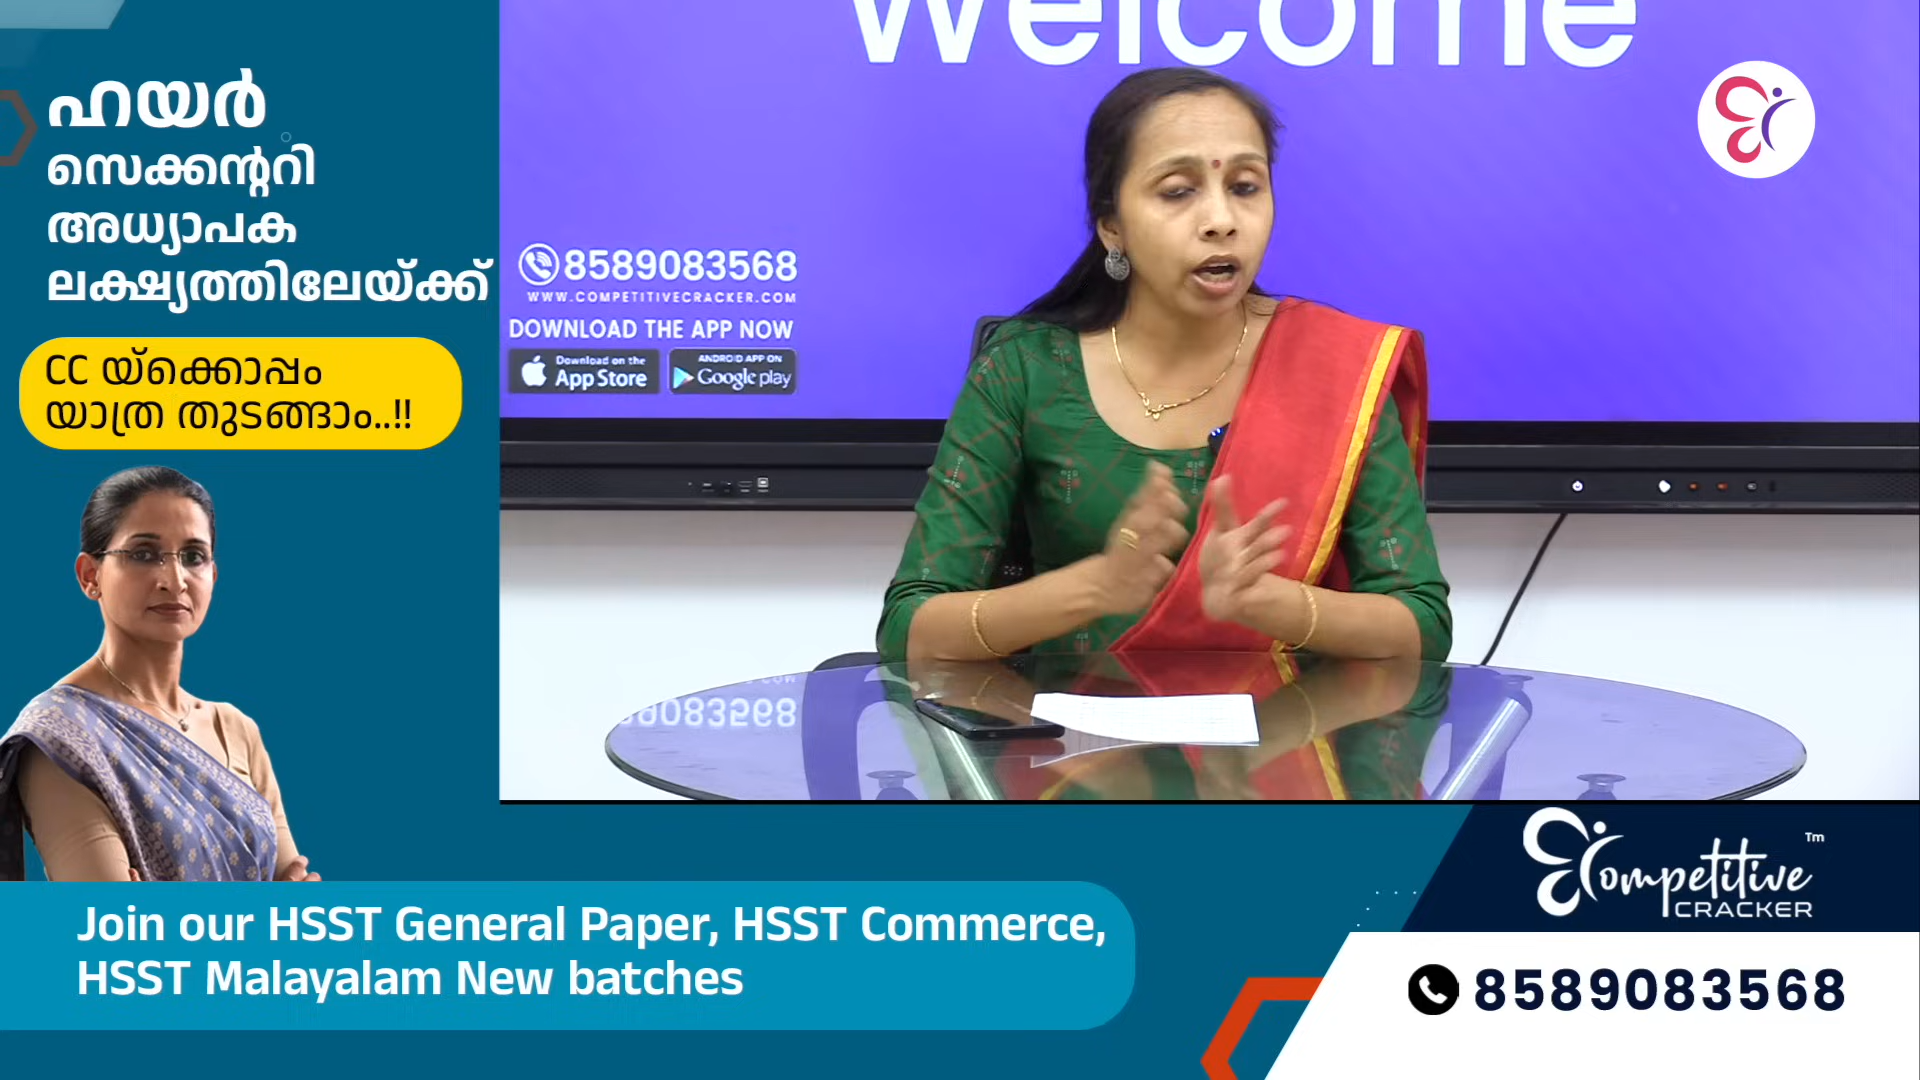 ഹയർ
സെക്കന്ററി
അധ്യാപക
ലക്ഷ്യത്തിലേയ്ക്ക്
CC യ്ക്കൊപ്പം
യാത്ര തുടങ്ങാം..!!
Welcome
8589083568
WWW.COMPETITIVECRACKER.COM
DOWNLOAD THE APP NOW
Download on the
App Store
ANDROID APP ON
Google play
Join our HSST General Paper, HSST Commerce,
HSST Malayalam New batches
Competitive
CRACKER
Tm
8589083568